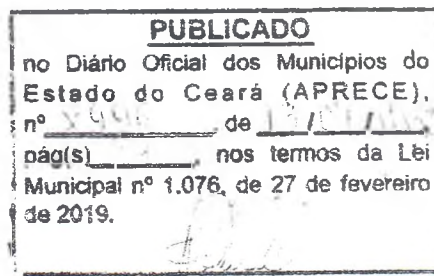 PUBLICADO
no Diário Oficial dos Municípios do
Estado do Ceará (APRECE),
nº de / /
pág(s) , nos termos da Lei
Municipal nº 1.076, de 27 de fevereiro
de 2019.